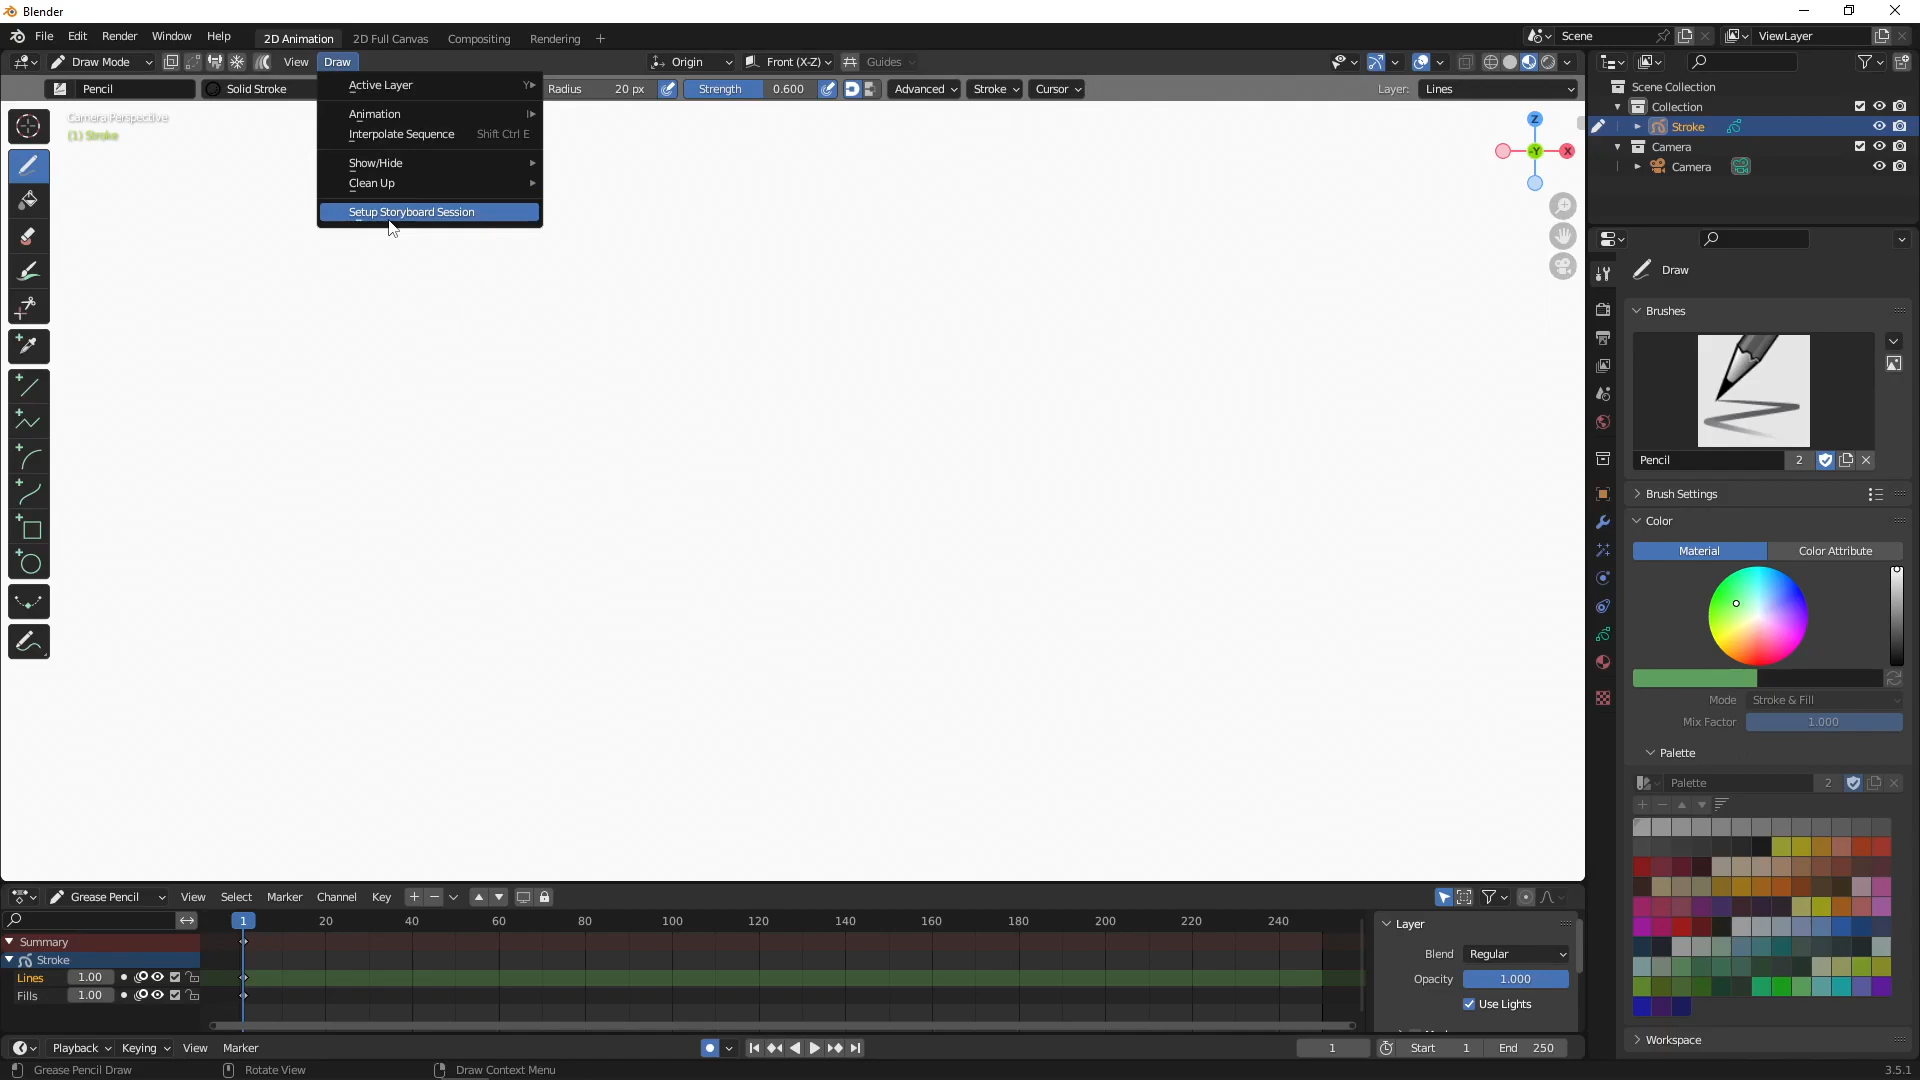 Blender
File Edit Render Window Help 2D Animation 2D Full Canvas Compositing Rendering + Scene ViewLayer
Draw Mode View Draw Origin Front (X-Z) Guides
Pencil Solid Stroke Radius 20 px Strength 0.600 Advanced Stroke Cursor Layer: Lines
Camera Perspective
(1) Stroke
Active Layer Y
Animation I
Interpolate Sequence Shift Ctrl E
Show/Hide
Clean Up
Setup Storyboard Session
Z
-Y X
Scene Collection
Collection
Stroke
Camera
Camera
Draw
Brushes
Pencil 2
Brush Settings
Color
Material Color Attribute
Mode Stroke & Fill
Mix Factor 1.000
Palette
Palette 2
Workspace
Grease Pencil View Select Marker Channel Key
1 20 40 60 80 100 120 140 160 180 200 220 240
Summary
Stroke
Lines 1.00
Fills 1.00
Layer
Blend Regular
Opacity 1.000
Use Lights
Playback Keying View Marker 1 Start 1 End 250
Grease Pencil Draw Rotate View Draw Context Menu 3.5.1